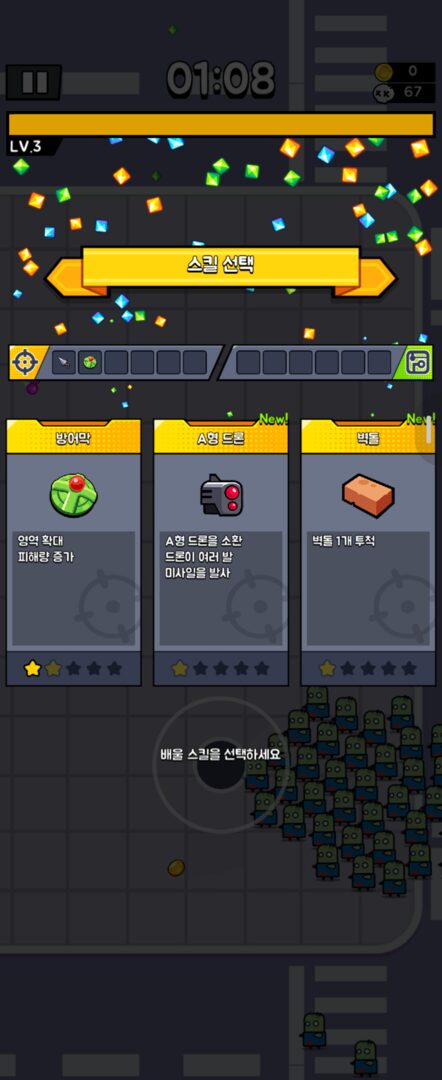 01:08
0
67
LV.3
스킬 선택
방어막
영역 확대
피해량 증가
New!
A형 드론
A형 드론을 소환
드론이 여러 발
미사일을 발사
New!
벽돌
벽돌 1개 투척
배울 스킬을 선택하세요